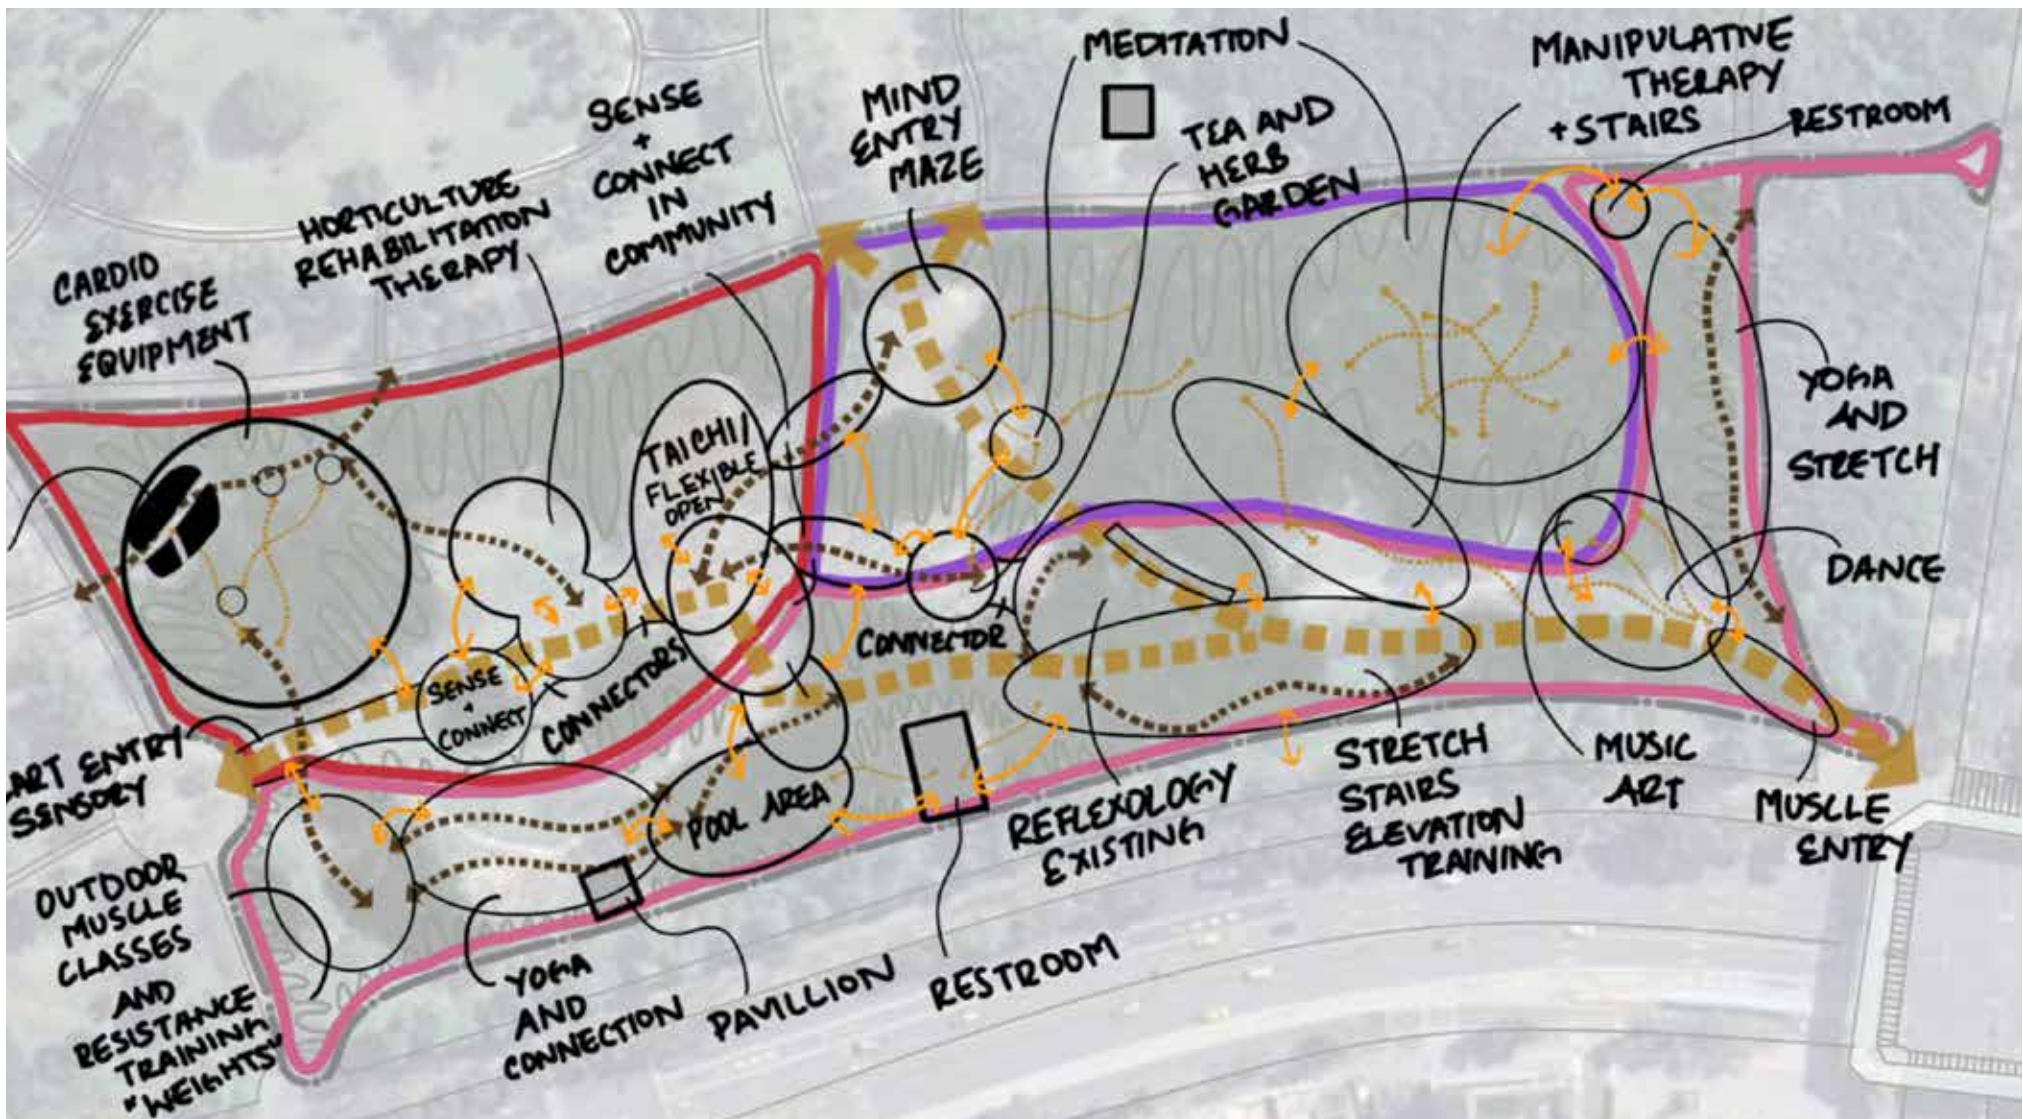 MEDITATION
MANIPULATIVE
THERAPY
+ STAIRS
RESTROOM
MIND
ENTRY
MAZE
TEA AND
HERB
GARDEN
SENSE
+
CONNECT
IN
COMMUNITY
HORTICULTURE
REHABILITATION
THERAPY
CARDIO
EXERCISE
EQUIPMENT
TAICHI/
FLEXIBLE
OPEN
YOGA
AND
STRETCH
DANCE
CONNECTOR
SENSE
+
CONNECT
CONNECTORS
ART ENTRY
SENSORY
POOL AREA
REFLEXOLOGY
EXISTING
STRETCH
STAIRS
ELEVATION
TRAINING
MUSIC
ART
MUSCLE
ENTRY
OUTDOOR
MUSCLE
CLASSES
AND
RESISTANCE
TRAINING
"WEIGHTS"
YOGA
AND
CONNECTION
PAVILLION
RESTROOM